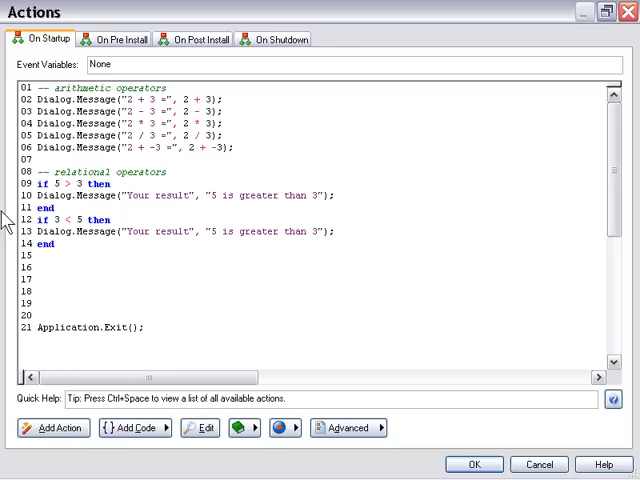 Actions
On Startup On Pre Install On Post Install On Shutdown
Event Variables: None
01 -- arithmetic operators
02 Dialog.Message("2 + 3 =", 2 + 3);
03 Dialog.Message("2 - 3 =", 2 - 3);
04 Dialog.Message("2 * 3 =", 2 * 3);
05 Dialog.Message("2 / 3 =", 2 / 3);
06 Dialog.Message("2 + -3 =", 2 + -3);
07
08 -- relational operators
09 if 5 > 3 then
10 Dialog.Message("Your result", "5 is greater than 3");
11 end
12 if 3 < 5 then
13 Dialog.Message("Your result", "5 is greater than 3");
14 end
15
16
17
18
19
20
21 Application.Exit();
Quick Help: Tip: Press Ctrl+Space to view a list of all available actions.
Add Action {} Add Code Edit Advanced
OK Cancel Help